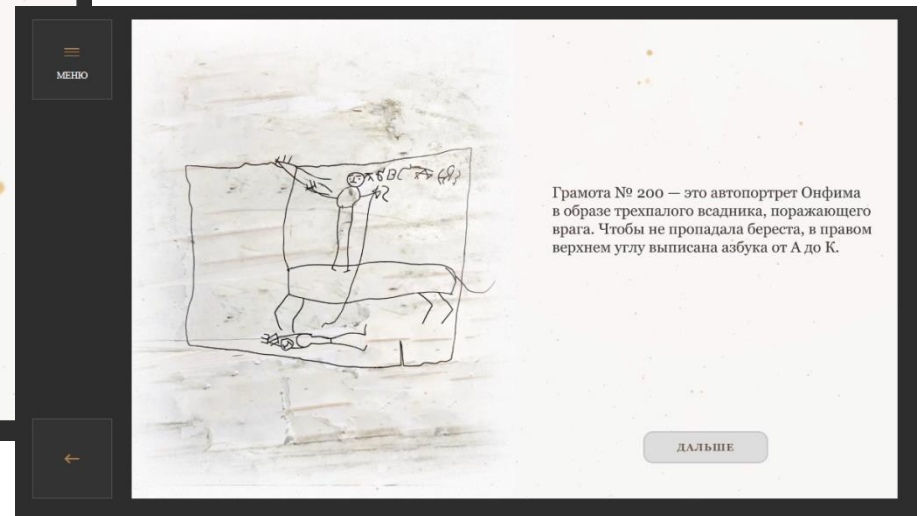 МЕНЮ
Грамота № 200 — это автопортрет Онфима
в образе трехпалого всадника, поражающего
врага. Чтобы не пропадала береста, в правом
верхнем углу выписана азбука от А до К.
ДАЛЬШЕ